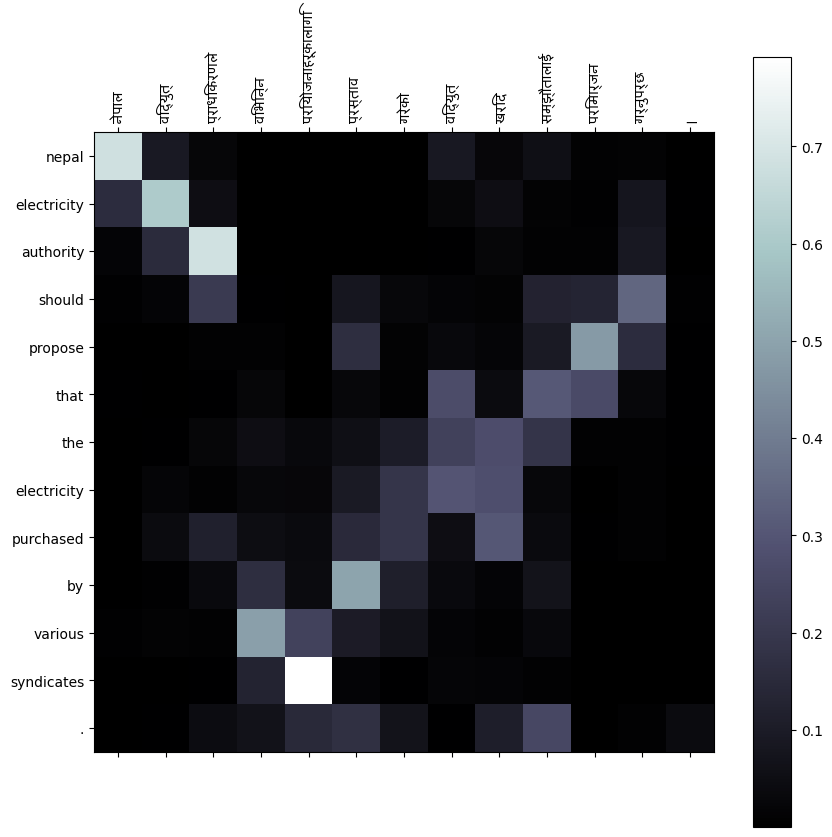 नेपाल
विद्युत्
प्राधिकरणले
विभिन्न
परियोजनाहरूकालागि
प्रस्ताव
गरेको
विद्युत्
खरिद
सम्झौतालाई
परिमार्जन
गर्नुपर्छ
।
nepal
electricity
authority
should
propose
that
the
electricity
purchased
by
various
syndicates
.
0.7
0.6
0.5
0.4
0.3
0.2
0.1